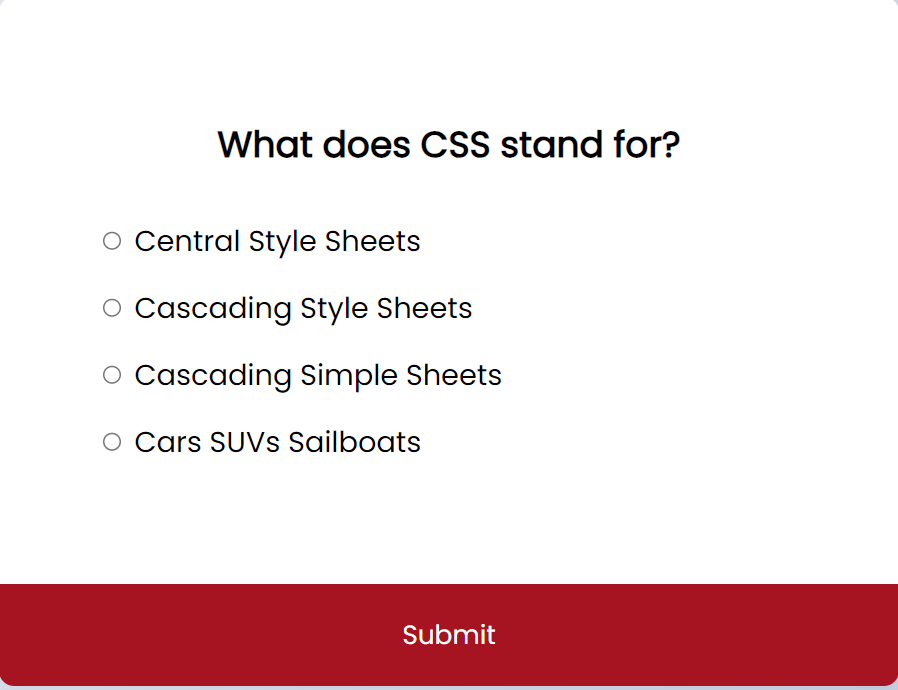 What does CSS stand for?
Central Style Sheets
Cascading Style Sheets
Cascading Simple Sheets
Cars SUVs Sailboats
Submit